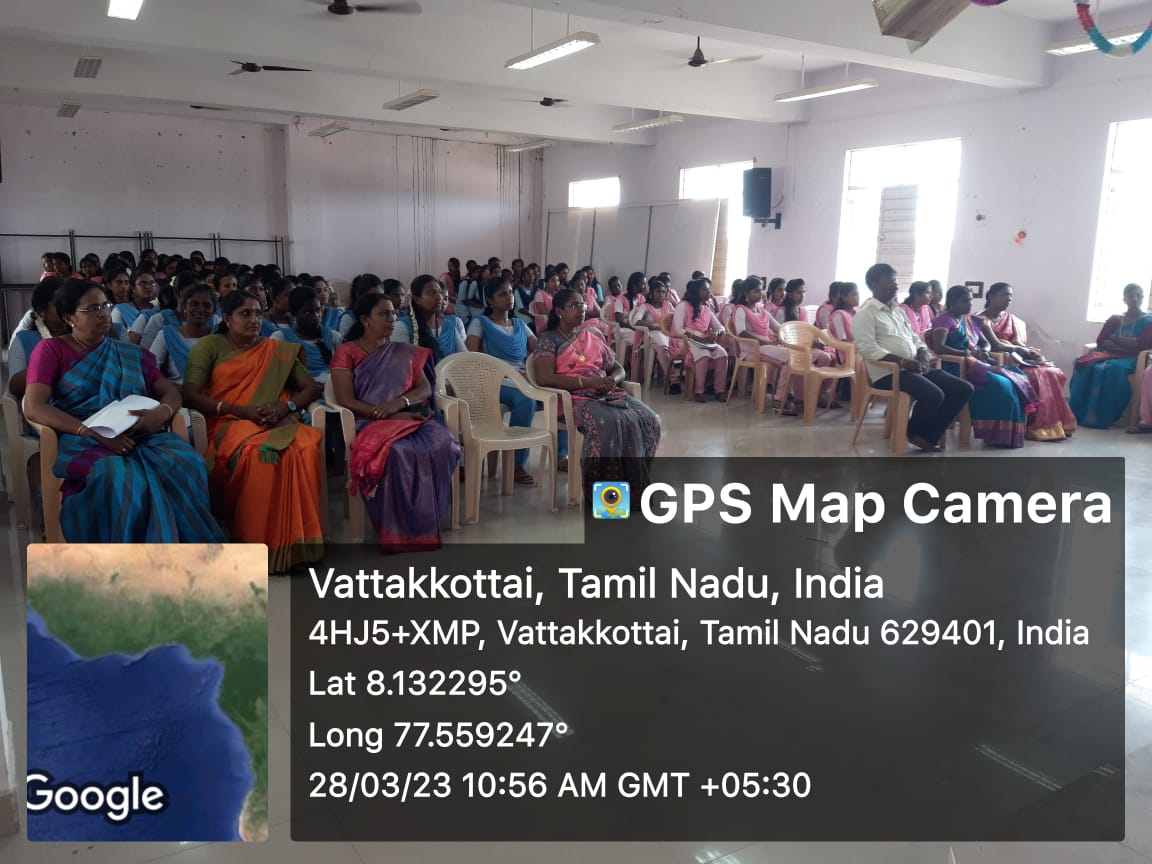 GPS Map Camera
Vattakkottai, Tamil Nadu, India
4HJ5+XMP, Vattakkottai, Tamil Nadu 629401, India
Lat 8.132295°
Long 77.559247°
28/03/23 10:56 AM GMT +05:30
Google